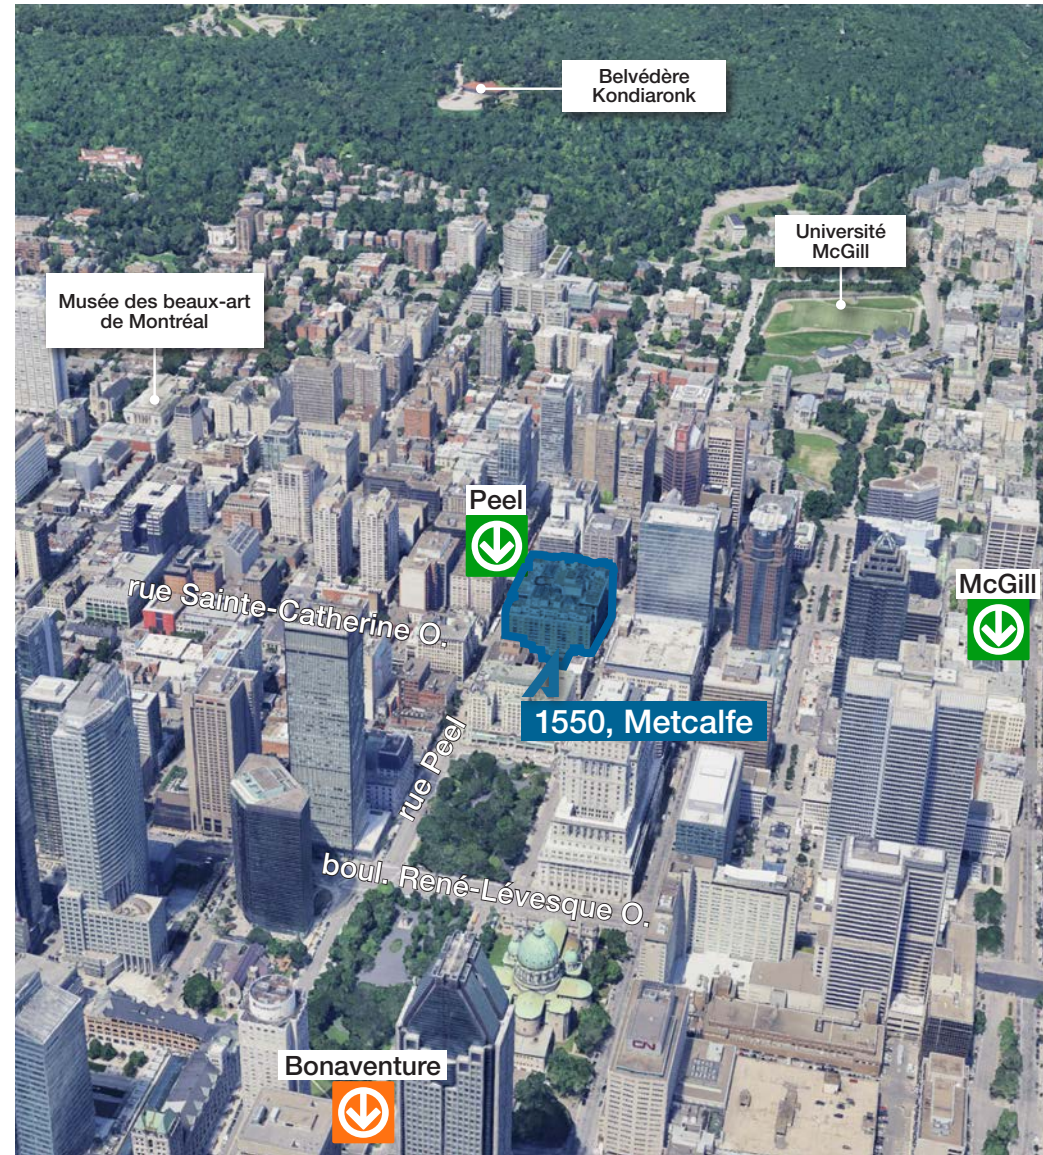 Belvédère
Kondiaronk
Université
McGill
Musée des beaux-art
de Montréal
Peel
McGill
rue Sainte-Catherine O.
1550, Metcalfe
rue Peel
boul. René-Lévesque O.
CN
Bonaventure